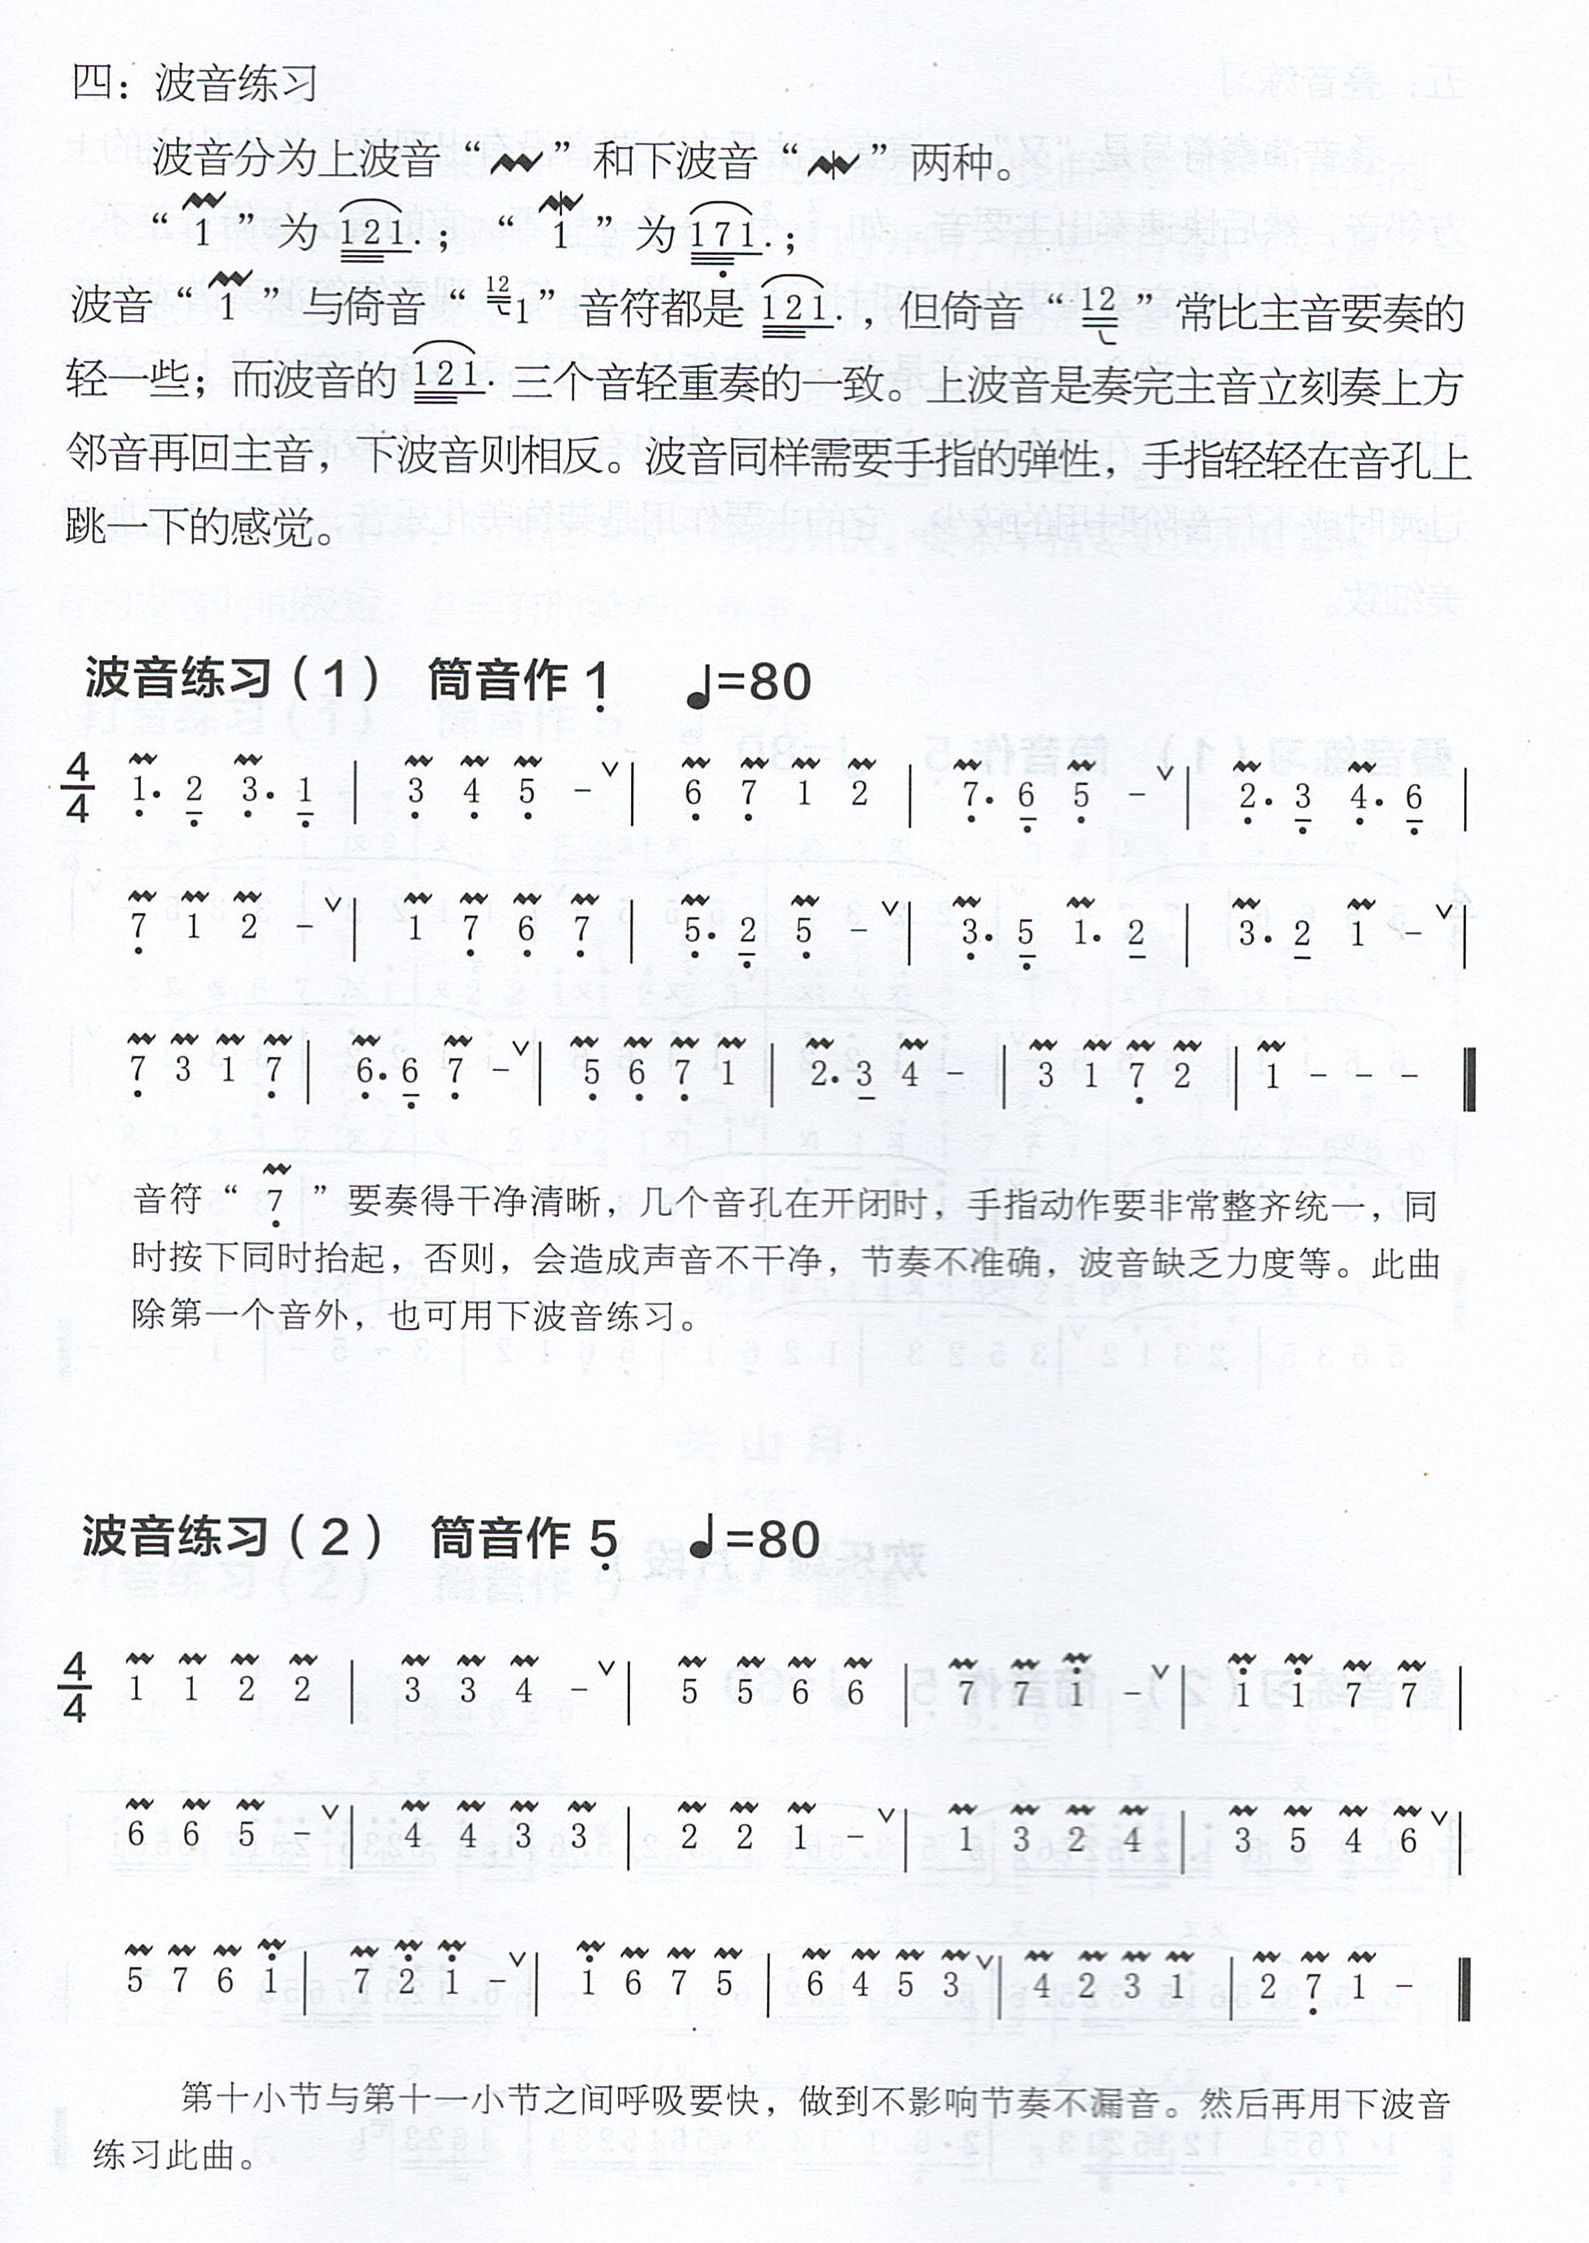 四：波音练习
波音分为上波音“𝆝”和下波音“𝆞”两种。
“1”为 121.；“1”为 171.；
波音“1”与倚音“12 1”音符都是 121.，但倚音“12”常比主音要奏的
轻一些；而波音的 121. 三个音轻重奏的一致。上波音是奏完主音立刻奏上方
邻音再回主音，下波音则相反。波音同样需要手指的弹性，手指轻轻在音孔上
跳一下的感觉。
波音练习（1） 筒音作 1̣ ♩=80
4/4 1̣. 2̣ 3̣. 1̣ | 3̣ 4̣ 5̣ - ∨| 6̣ 7̣ 1 2 | 7̣. 6̣ 5̣ - ∨| 2̣. 3̣ 4̣. 6̣ |
7̣ 1 2 - ∨| 1 7̣ 6̣ 7̣ | 5̣. 2̣ 5̣ - ∨| 3̣. 5̣ 1. 2 | 3. 2 1 - ∨|
7̣ 3 1 7̣ | 6̣. 6̣ 7̣ - ∨| 5̣ 6̣ 7̣ 1 | 2. 3 4 - | 3 1 7̣ 2 | 1 - - - ‖
音符“7̣”要奏得干净清晰，几个音孔在开闭时，手指动作要非常整齐统一，同
时按下同时抬起，否则，会造成声音不干净，节奏不准确，波音缺乏力度等。此曲
除第一个音外，也可用下波音练习。
波音练习（2） 筒音作 5̣ ♩=80
4/4 1 1 2 2 | 3 3 4 - ∨| 5 5 6 6 | 7 7 1̇ - ∨| 1̇ 1̇ 7 7 |
6 6 5 - ∨| 4 4 3 3 | 2 2 1 - ∨| 1 3 2 4 | 3 5 4 6 ∨|
5 7 6 1̇ | 7 2̇ 1̇ - ∨| 1̇ 6 7 5 | 6 4 5 3 ∨| 4 2 3 1 | 2 7̣ 1 - ‖
第十小节与第十一小节之间呼吸要快，做到不影响节奏不漏音。然后再用下波音
练习此曲。